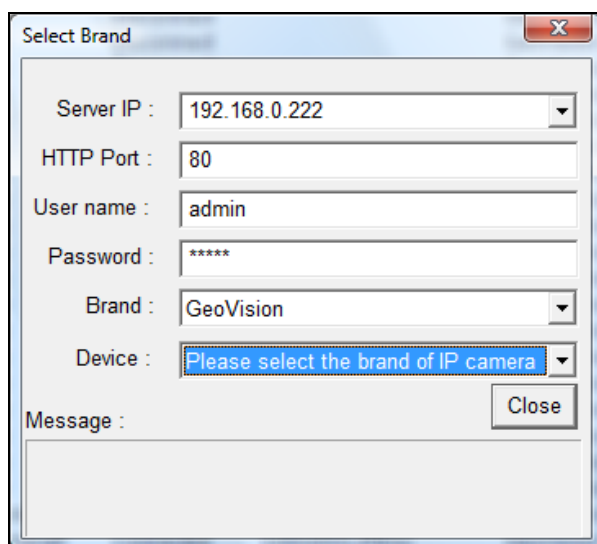 Select Brand
Server IP : 192.168.0.222
HTTP Port : 80
User name : admin
Password : *****
Brand : GeoVision
Device : Please select the brand of IP camera
Close
Message :